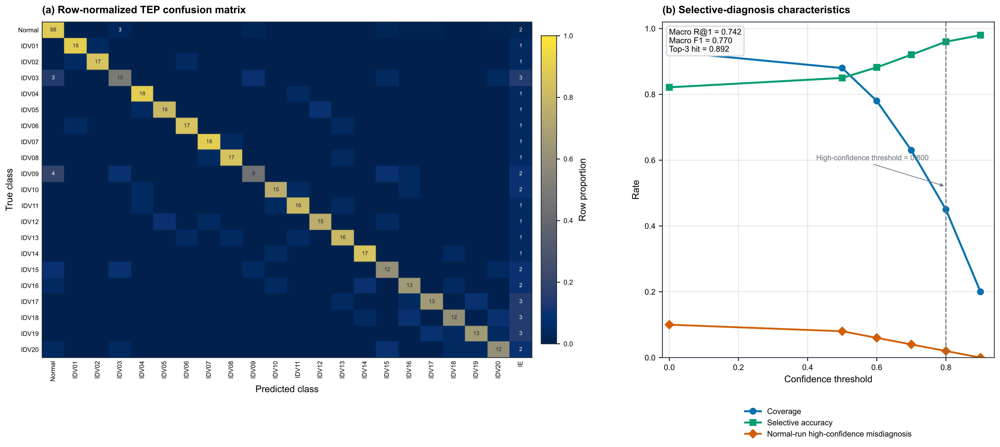 (a) Row-normalized TEP confusion matrix
True class
Normal 88 3 2
IDV01 18 1
IDV02 17 1
IDV03 3 10 3
IDV04 18 1
IDV05 16 1
IDV06 17 1
IDV07 18 1
IDV08 17 1
IDV09 4 9 2
IDV10 15 2
IDV11 16 1
IDV12 15 1
IDV13 16 1
IDV14 17 1
IDV15 12 2
IDV16 13 2
IDV17 13 3
IDV18 12 3
IDV19 13 3
IDV20 12 2
Normal IDV01 IDV02 IDV03 IDV04 IDV05 IDV06 IDV07 IDV08 IDV09 IDV10 IDV11 IDV12 IDV13 IDV14 IDV15 IDV16 IDV17 IDV18 IDV19 IDV20 IE
Predicted class
1.0
0.8
0.6
0.4
0.2
0.0
Row proportion
(b) Selective-diagnosis characteristics
Macro R@1 = 0.742
Macro F1 = 0.770
Top-3 hit = 0.892
High-confidence threshold = 0.800
Rate
1.0
0.8
0.6
0.4
0.2
0.0
0.0 0.2 0.4 0.6 0.8
Confidence threshold
Coverage
Selective accuracy
Normal-run high-confidence misdiagnosis